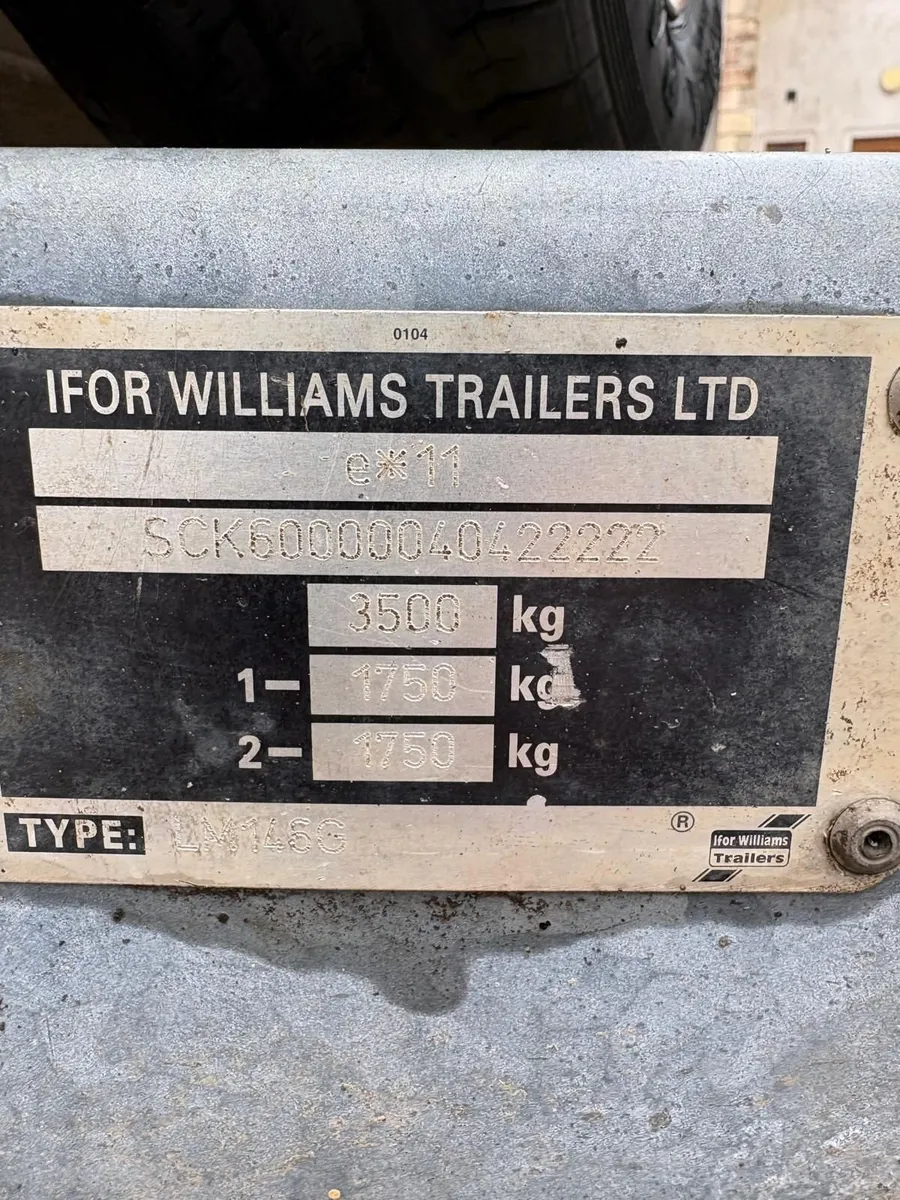 0104
IFOR WILLIAMS TRAILERS LTD
e*11
SCK60000040422222
3500 kg
1- 1750 kg
2- 1750 kg
TYPE: LM146G
®
Ifor Williams
Trailers